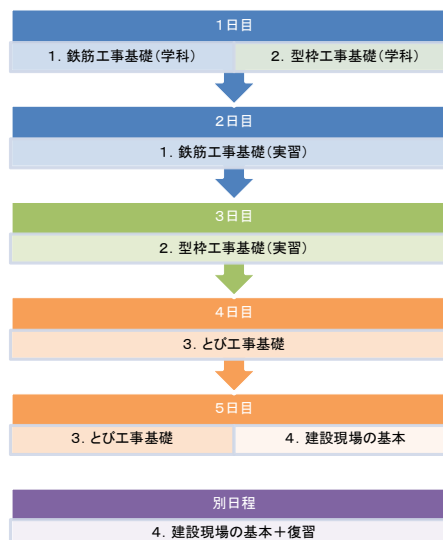 1日目
1. 鉄筋工事基礎(学科) 2. 型枠工事基礎(学科)
2日目
1. 鉄筋工事基礎(実習)
3日目
2. 型枠工事基礎(実習)
4日目
3. とび工事基礎
5日目
3. とび工事基礎 4. 建設現場の基本
別日程
4. 建設現場の基本+復習